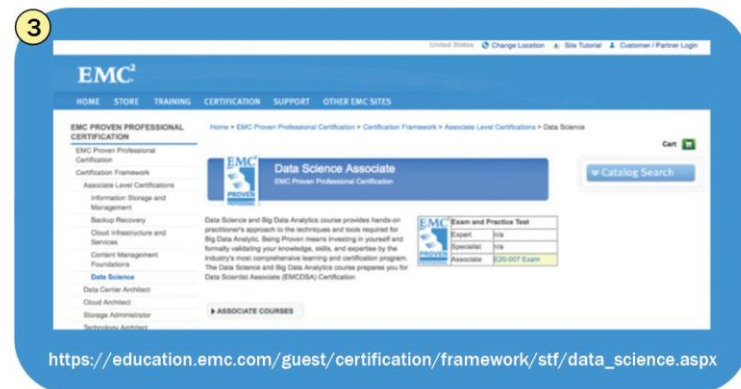 3
United States Change Location Site Tutorial Customer / Partner Login
EMC²
HOME STORE TRAINING CERTIFICATION SUPPORT OTHER EMC SITES
EMC PROVEN PROFESSIONAL
CERTIFICATION
Home > EMC Proven Professional Certification > Certification Framework > Associate Level Certifications > Data Science
Cart
EMC Proven Professional
Certification
Certification Framework
Associate Level Certifications
Information Storage and
Management
Backup Recovery
Cloud Infrastructure and
Services
Content Management
Foundations
Data Science
Data Center Architect
Cloud Architect
Storage Administrator
Technology Architect
EMC
PROVEN
Data Science Associate
EMC Proven Professional Certification
Catalog Search
Data Science and Big Data Analytics course provides hands-on
practitioner's approach to the techniques and tools required for
Big Data Analytic. Being Proven means investing in yourself and
formally validating your knowledge, skills, and expertise by the
industry's most comprehensive learning and certification program.
The Data Science and Big Data Analytics course prepares you for
Data Scientist Associate (EMCDSA) Certification.
EMC
PROVEN
Exam and Practice Test
Expert n/a
Specialist n/a
Associate E20-007 Exam
ASSOCIATE COURSES
https://education.emc.com/guest/certification/framework/stf/data_science.aspx